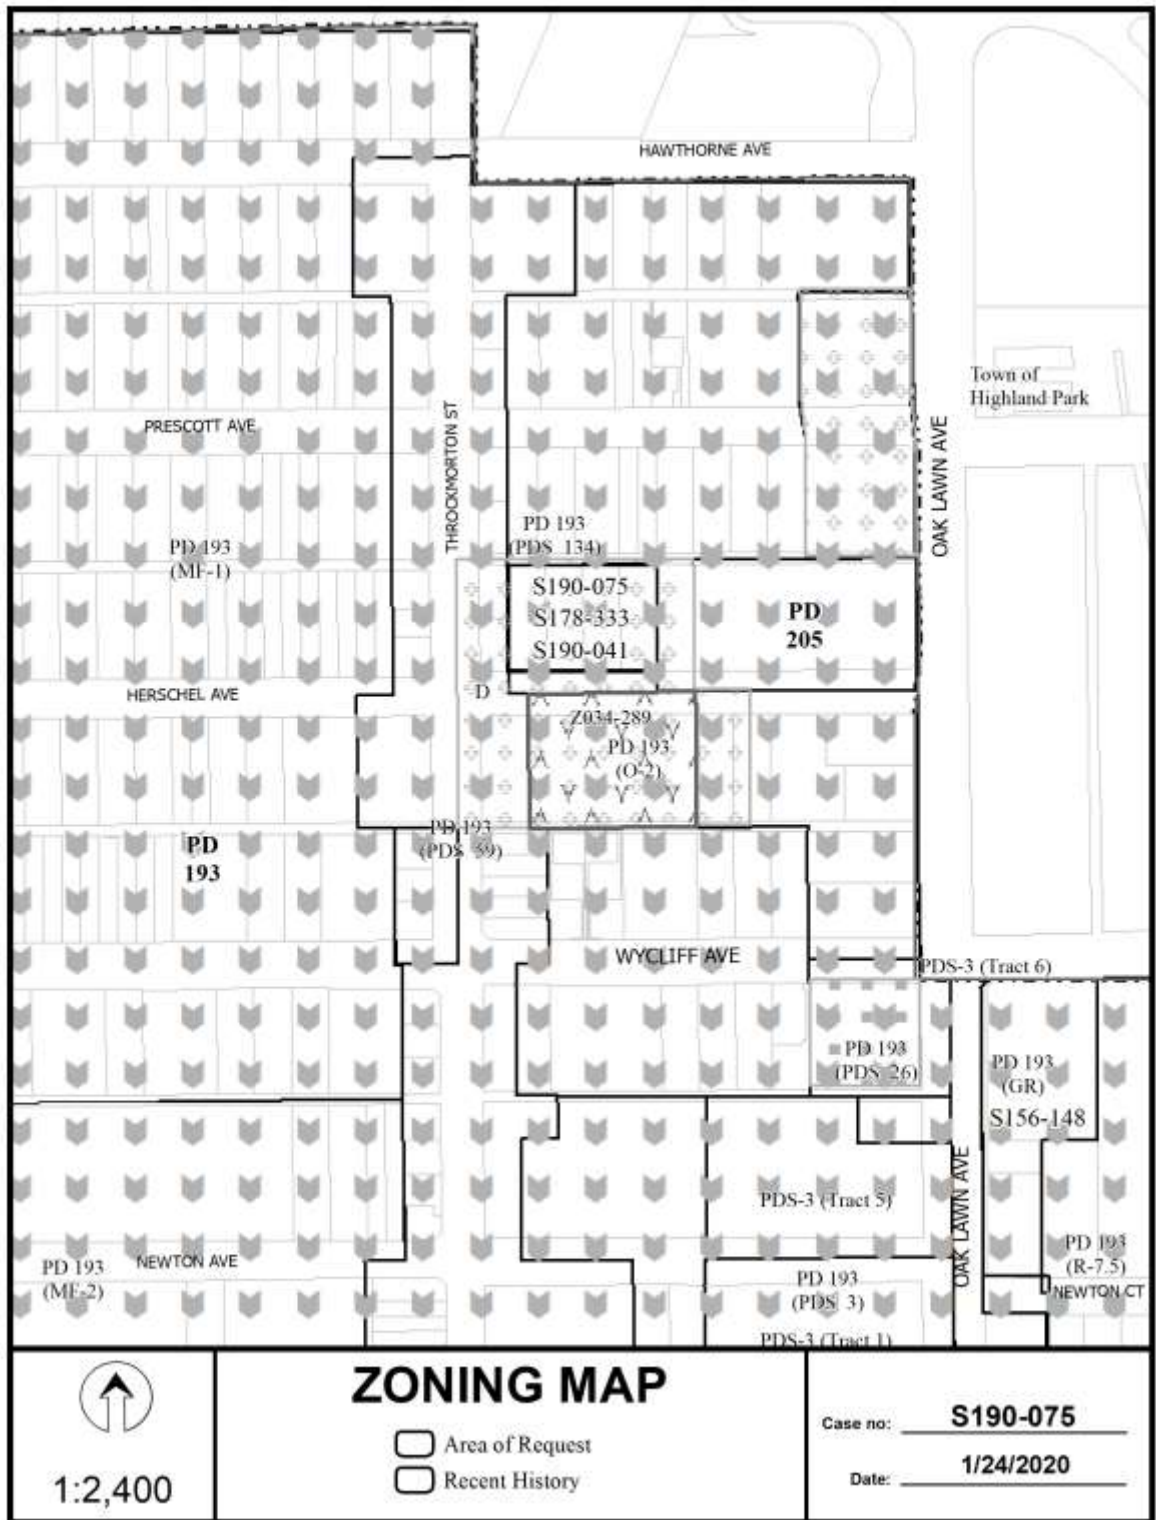 HAWTHORNE AVE
Town of
Highland Park
PRESCOTT AVE
THROCKMORTON ST
OAK LAWN AVE
PD 193
(PDS 134)
PD 193
(MF-1)
S190-075
S178-333
S190-041
PD
205
HERSCHEL AVE
D
Z034-289
PD 193
(O-2)
PD 193
(PDS 59)
PD
193
WYCLIFF AVE
PDS-3 (Tract 6)
PD 193
(PDS 26)
PD 193
(GR)
S156-148
OAK LAWN AVE
PDS-3 (Tract 5)
PD 193
(R-7.5)
NEWTON CT
NEWTON AVE
PD 193
(MF-2)
PD 193
(PDS 3)
PDS-3 (Tract 1)
1:2,400
ZONING MAP
Area of Request
Recent History
Case no: S190-075
Date: 1/24/2020